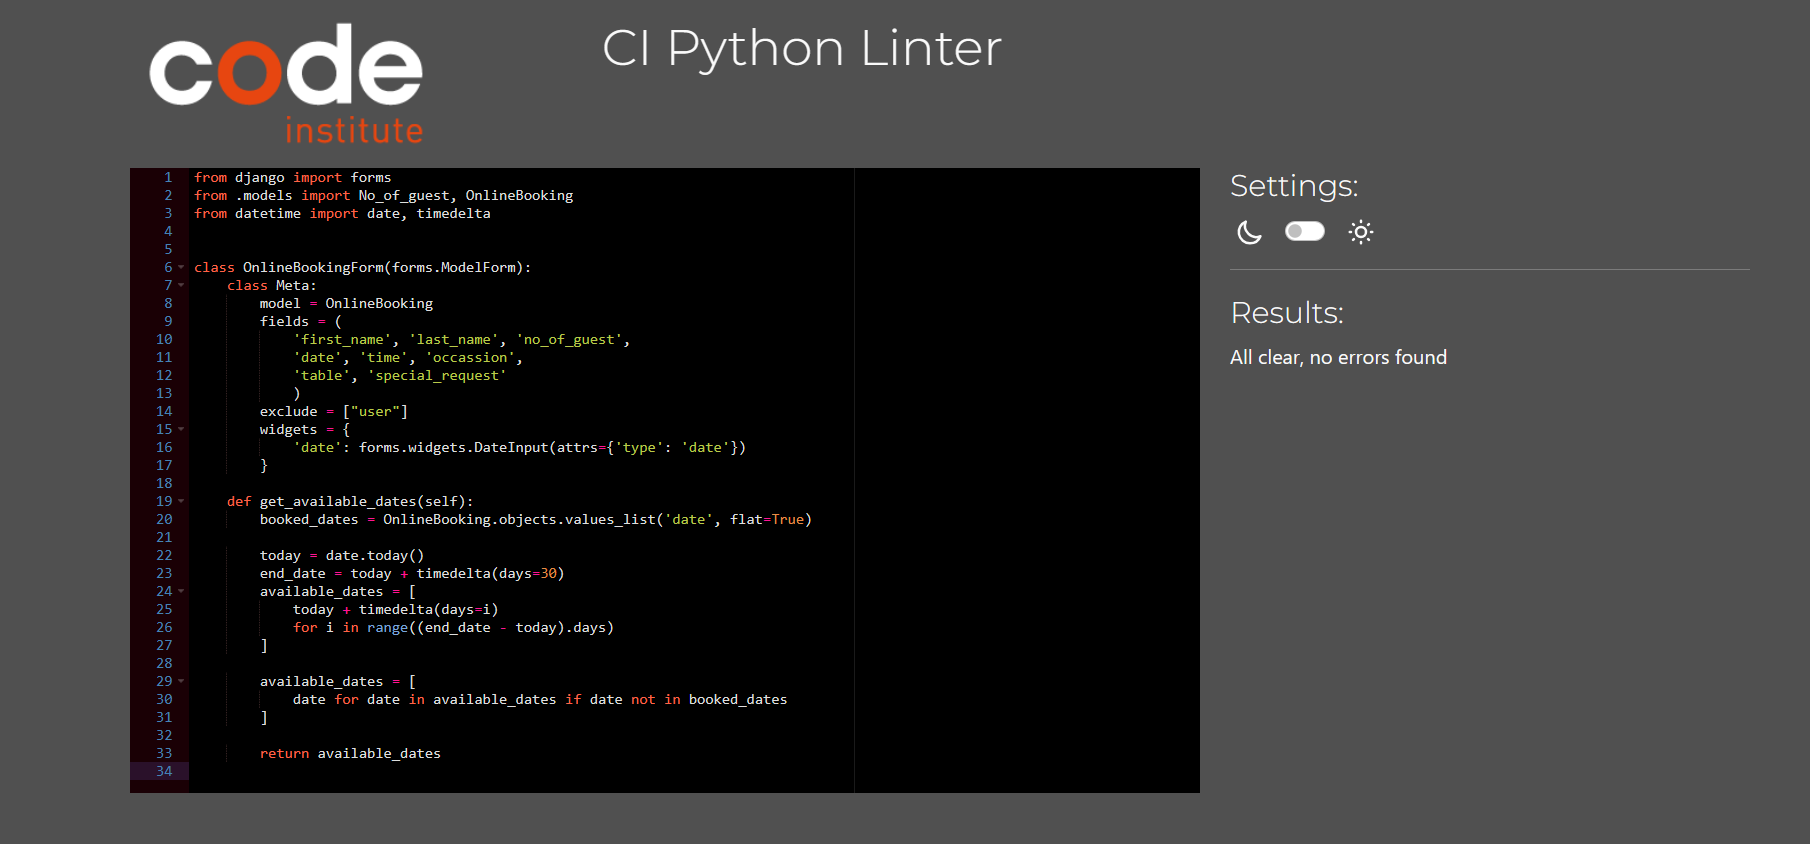 code
institute
CI Python Linter
1 from django import forms
2 from .models import No_of_guest, OnlineBooking
3 from datetime import date, timedelta
4
5
6 class OnlineBookingForm(forms.ModelForm):
7     class Meta:
8         model = OnlineBooking
9         fields = (
10             'first_name', 'last_name', 'no_of_guest',
11             'date', 'time', 'occassion',
12             'table', 'special_request'
13             )
14         exclude = ["user"]
15         widgets = {
16             'date': forms.widgets.DateInput(attrs={'type': 'date'})
17         }
18
19     def get_available_dates(self):
20         booked_dates = OnlineBooking.objects.values_list('date', flat=True)
21
22         today = date.today()
23         end_date = today + timedelta(days=30)
24         available_dates = [
25             today + timedelta(days=i)
26             for i in range((end_date - today).days)
27         ]
28
29         available_dates = [
30             date for date in available_dates if date not in booked_dates
31         ]
32
33         return available_dates
34
Settings:
Results:
All clear, no errors found